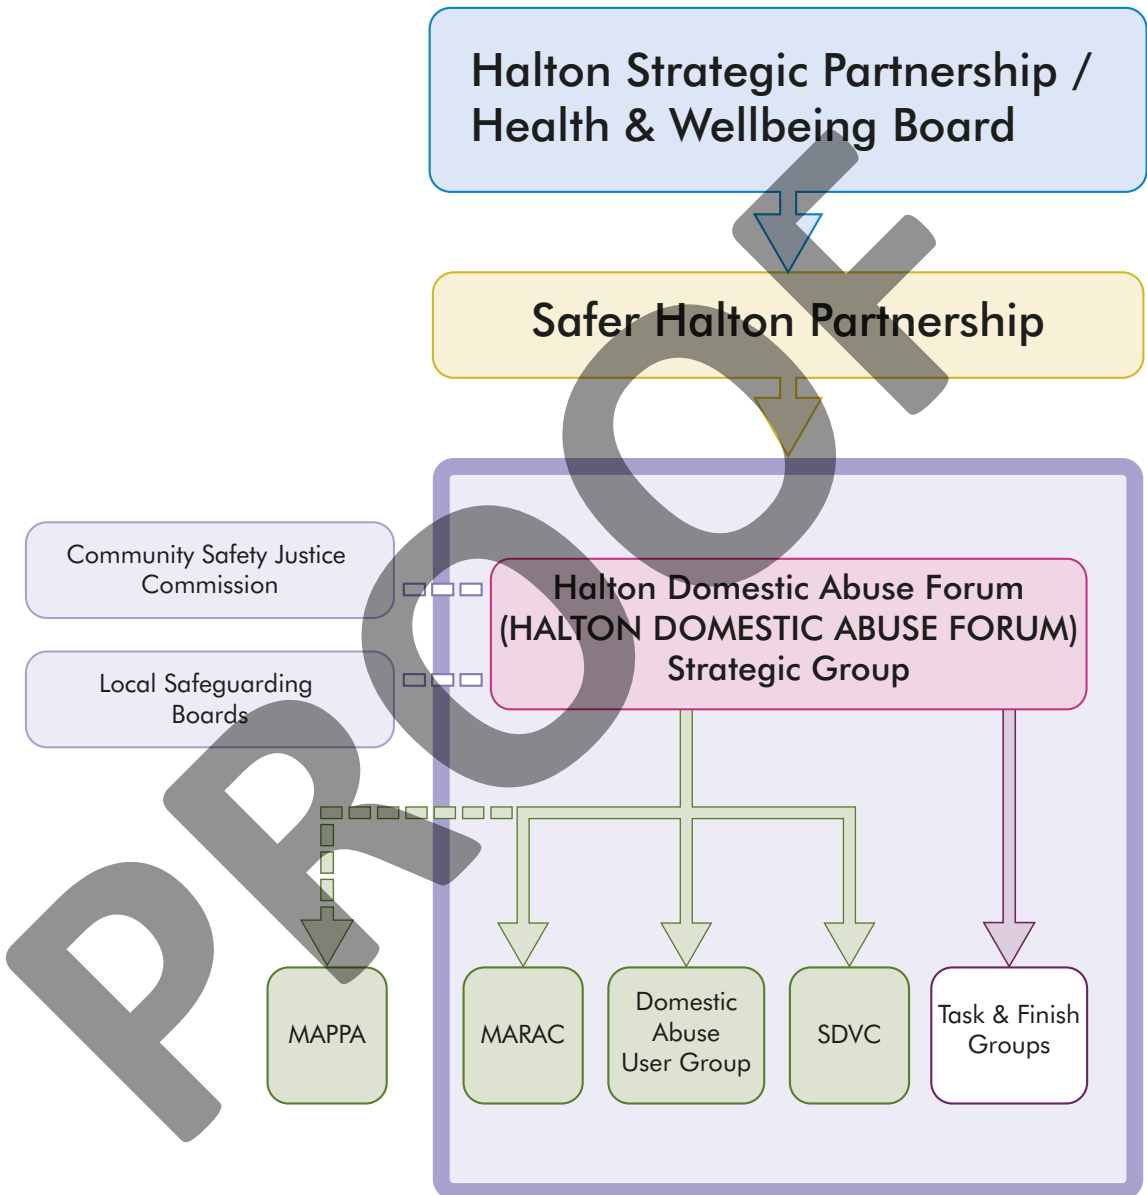 Halton Strategic Partnership /
Health & Wellbeing Board
Safer Halton Partnership
Community Safety Justice
Commission
Halton Domestic Abuse Forum
(HALTON DOMESTIC ABUSE FORUM)
Strategic Group
Local Safeguarding
Boards
MAPPA
MARAC
Domestic
Abuse
User Group
SDVC
Task & Finish
Groups
PROOF